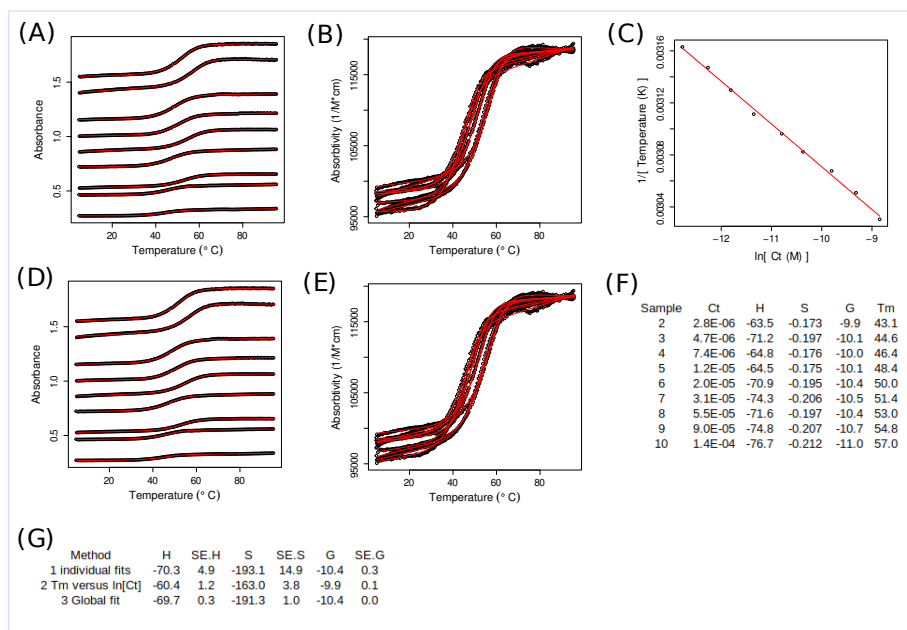 (A)
Absorbance
0.5 1.0 1.5
20 40 60 80
Temperature (° C)
(B)
Absorbtivity (1/M*cm)
95000 105000 115000
20 40 60 80
Temperature (° C)
(C)
1/[ Temperature (K) ]
0.00304 0.00308 0.00312 0.00316
-12 -11 -10 -9
ln[ Ct (M) ]
(D)
Absorbance
0.5 1.0 1.5
20 40 60 80
Temperature (° C)
(E)
Absorbtivity (1/M*cm)
95000 105000 115000
20 40 60 80
Temperature (° C)
(F)
Sample Ct H S G Tm
2 2.8E-06 -63.5 -0.173 -9.9 43.1
3 4.7E-06 -71.2 -0.197 -10.1 44.6
4 7.4E-06 -64.8 -0.176 -10.0 46.4
5 1.2E-05 -64.5 -0.175 -10.1 48.4
6 2.0E-05 -70.9 -0.195 -10.4 50.0
7 3.1E-05 -74.3 -0.206 -10.5 51.4
8 5.5E-05 -71.6 -0.197 -10.4 53.0
9 9.0E-05 -74.8 -0.207 -10.7 54.8
10 1.4E-04 -76.7 -0.212 -11.0 57.0
(G)
Method H SE.H S SE.S G SE.G
1 individual fits -70.3 4.9 -193.1 14.9 -10.4 0.3
2 Tm versus ln[Ct] -60.4 1.2 -163.0 3.8 -9.9 0.1
3 Global fit -69.7 0.3 -191.3 1.0 -10.4 0.0